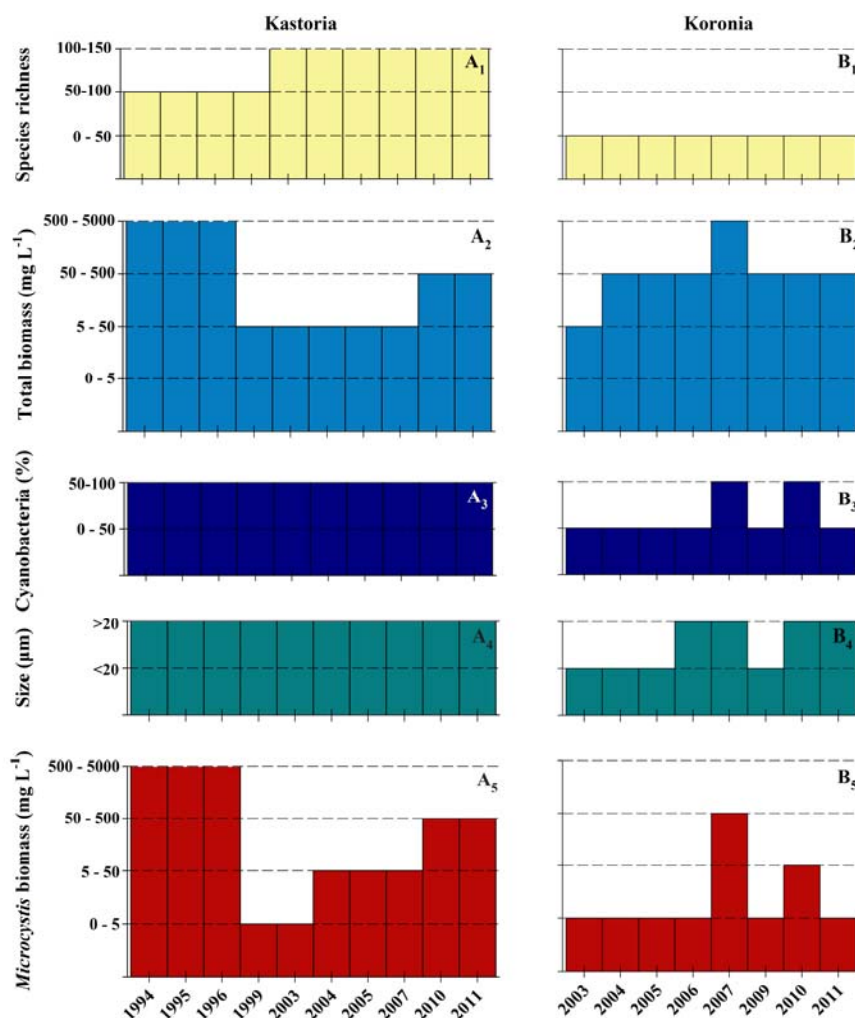 Kastoria
Koronia
Species richness
100-150
50-100
0 - 50
A1
B1
Total biomass (mg L-1)
500 - 5000
50 - 500
5 - 50
0 - 5
A2
B2
Cyanobacteria (%)
50-100
0 - 50
A3
B3
Size (µm)
>20
<20
A4
B4
Microcystis biomass (mg L-1)
500 - 5000
50 - 500
5 - 50
0 - 5
A5
B5
1994 1995 1996 1999 2003 2004 2005 2007 2010 2011
2003 2004 2005 2006 2007 2009 2010 2011